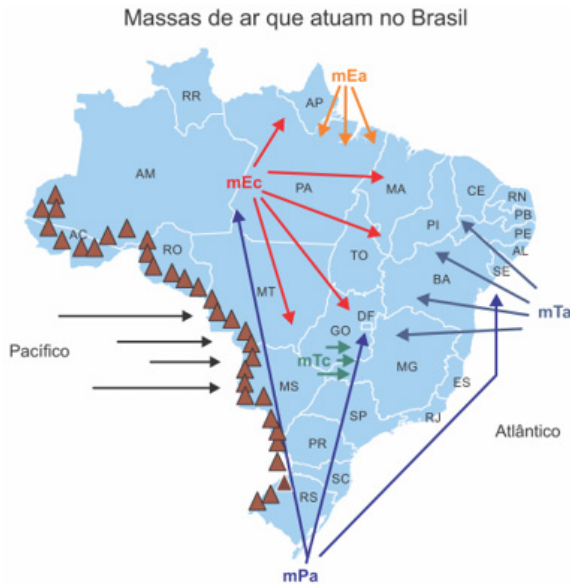 Massas de ar que atuam no Brasil
mEa
AP
RR
AM
mEc
PA
MA
CE
RN
PB
PE
AL
SE
PI
AC
RO
TO
BA
MT
DF
GO
mTa
mTc
Pacífico
MG
MS
ES
SP
RJ
Atlântico
PR
SC
RS
mPa